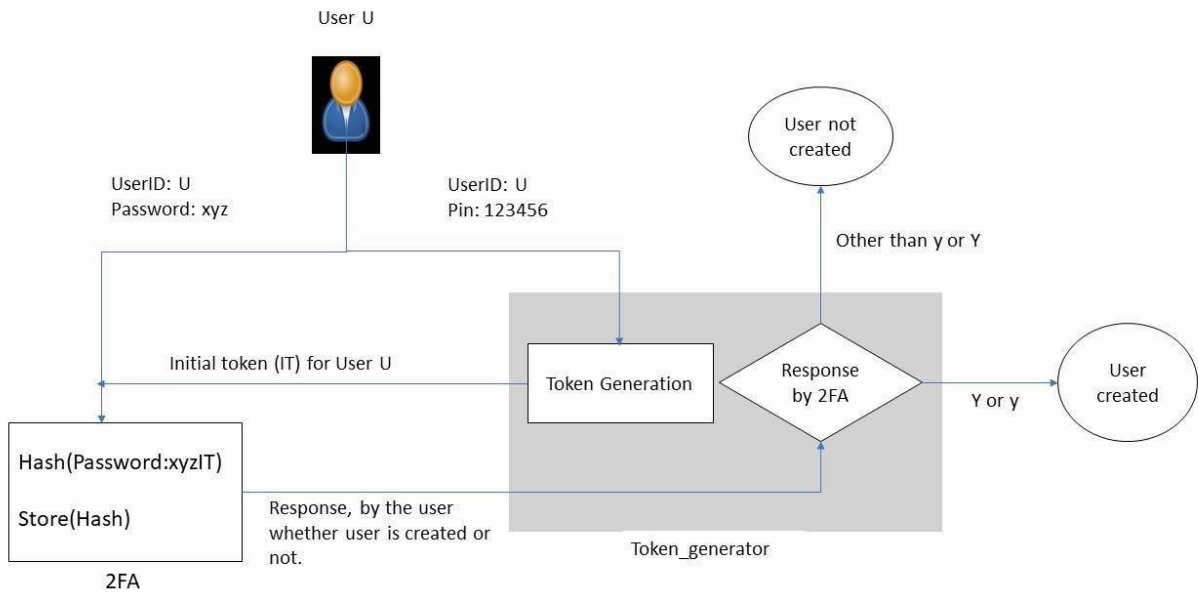 User U
User not
created
UserID: U
Password: xyz
UserID: U
Pin: 123456
Other than y or Y
Initial token (IT) for User U
Token Generation
Response
by 2FA
Y or y
User
created
Hash(Password:xyzIT)
Store(Hash)
Response, by the user
whether user is created or
not.
Token_generator
2FA